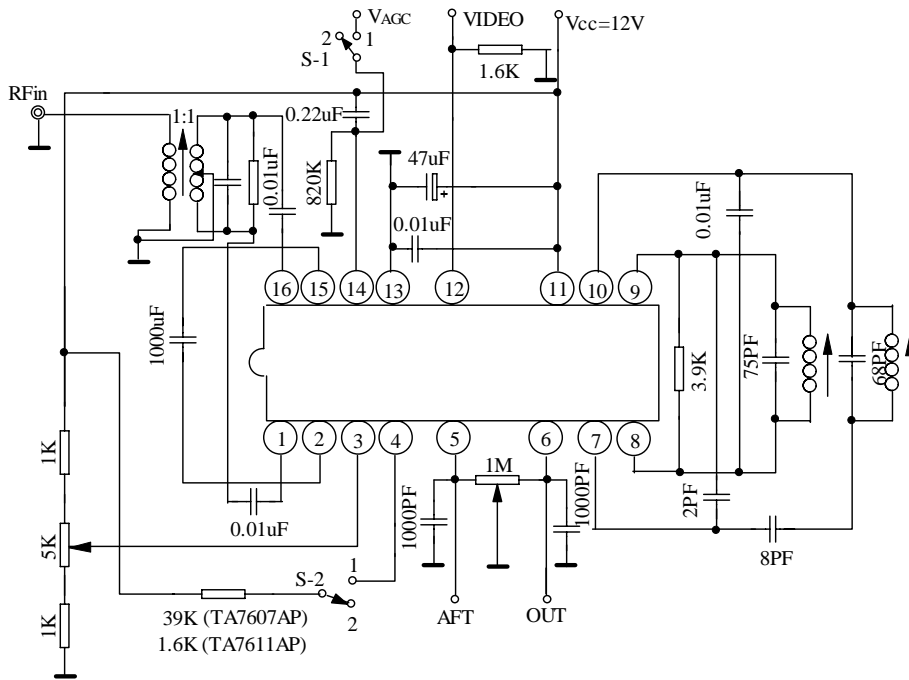 VAGC
VIDEO
Vcc=12V
2
1
S-1
1.6K
RFin
1:1
0.22uF
0.01uF
820K
47uF
+
0.01uF
0.01uF
16
15
14
13
12
11
10
9
1000uF
3.9K
75PF
68PF
1
2
3
4
5
6
7
8
1K
0.01uF
1M
1000PF
1000PF
2PF
8PF
5K
S-2
1
2
39K (TA7607AP)
1.6K (TA7611AP)
AFT
OUT
1K